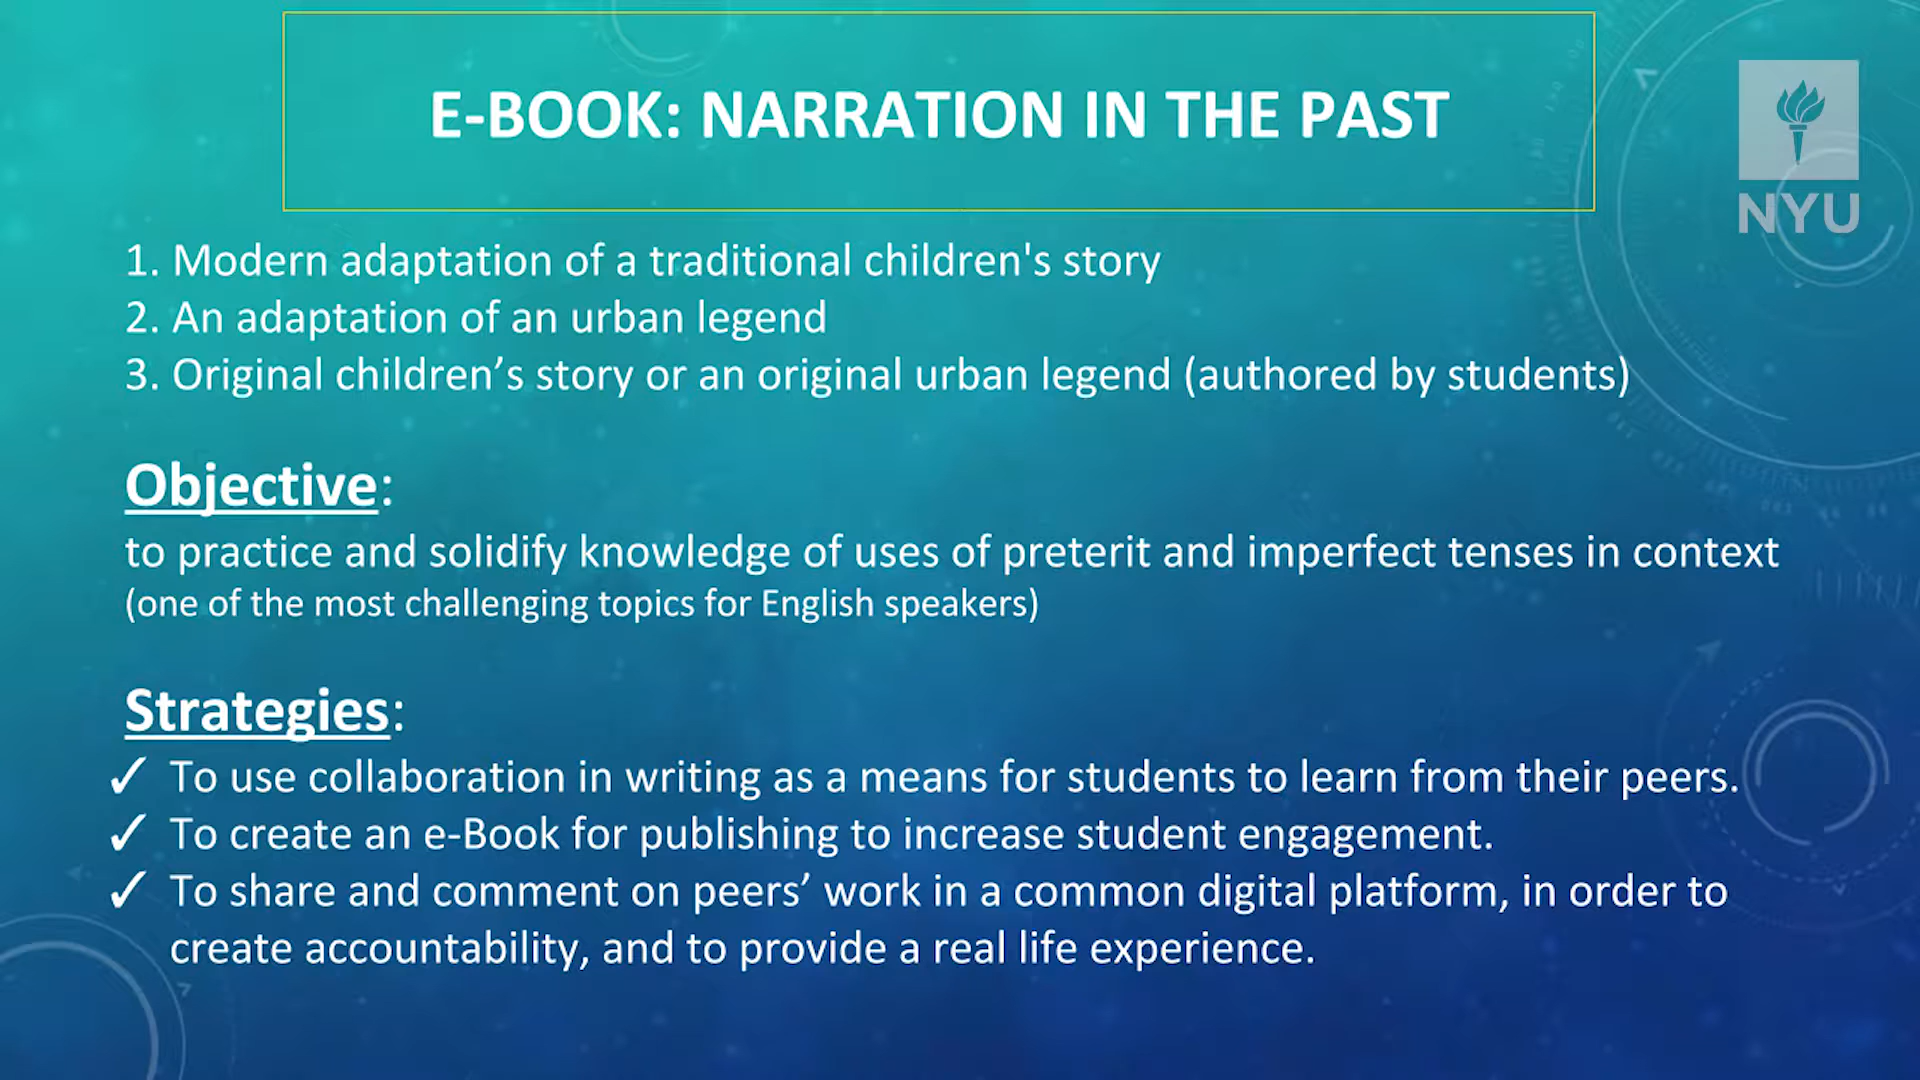 E-BOOK: NARRATION IN THE PAST
NYU
1. Modern adaptation of a traditional children's story
2. An adaptation of an urban legend
3. Original children’s story or an original urban legend (authored by students)
Objective:
to practice and solidify knowledge of uses of preterit and imperfect tenses in context
(one of the most challenging topics for English speakers)
Strategies:
✓ To use collaboration in writing as a means for students to learn from their peers.
✓ To create an e-Book for publishing to increase student engagement.
✓ To share and comment on peers’ work in a common digital platform, in order to
create accountability, and to provide a real life experience.